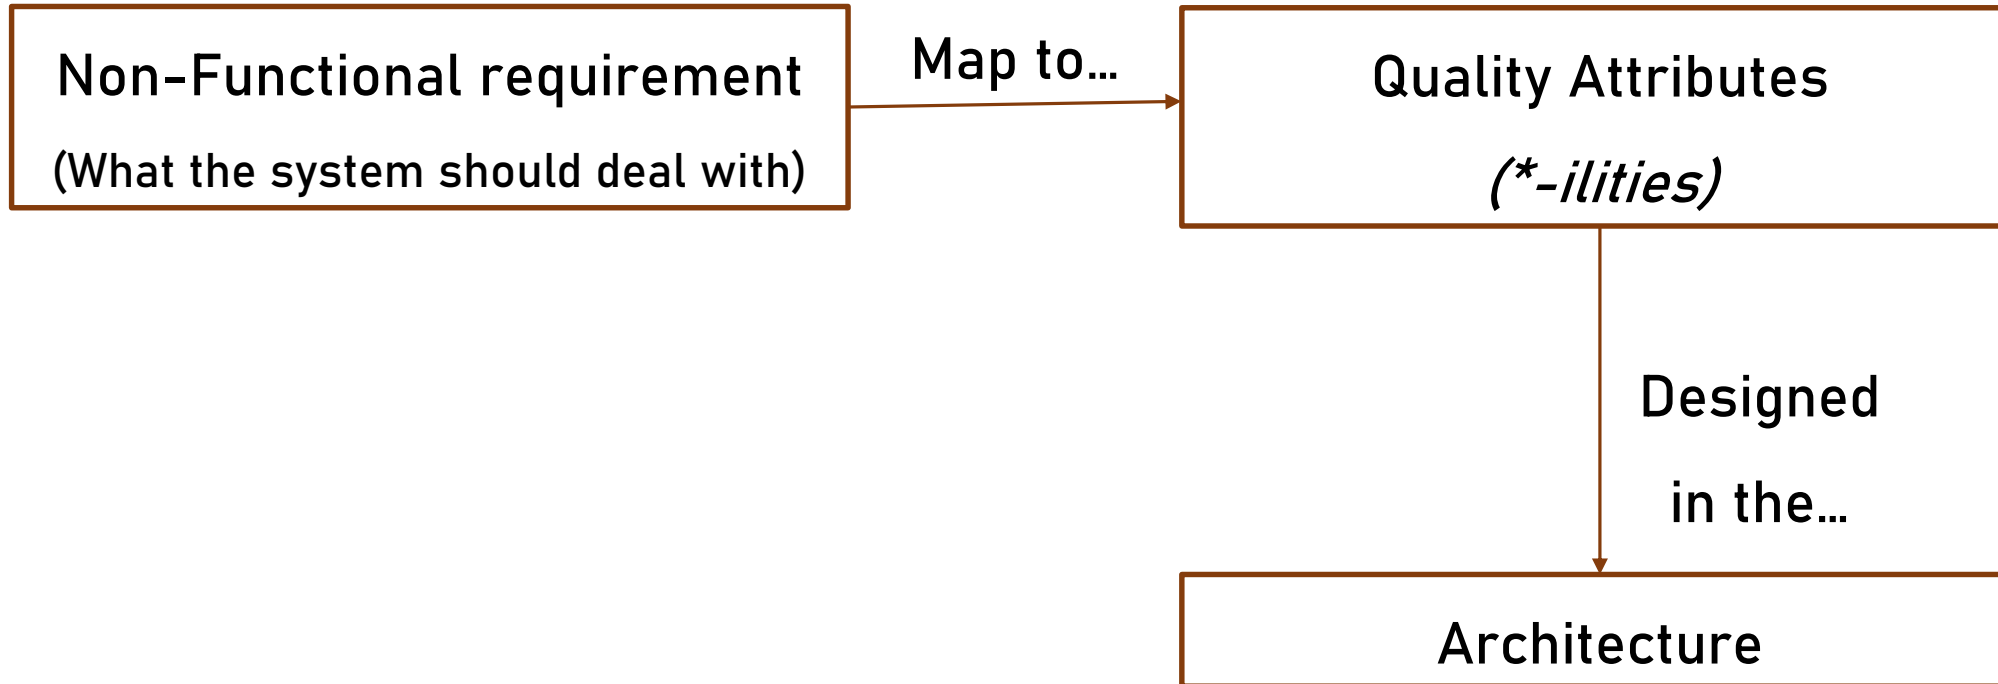 Non-Functional requirement
(What the system should deal with)
Map to…
Quality Attributes
(*-ilities)
Designed
in the…
Architecture